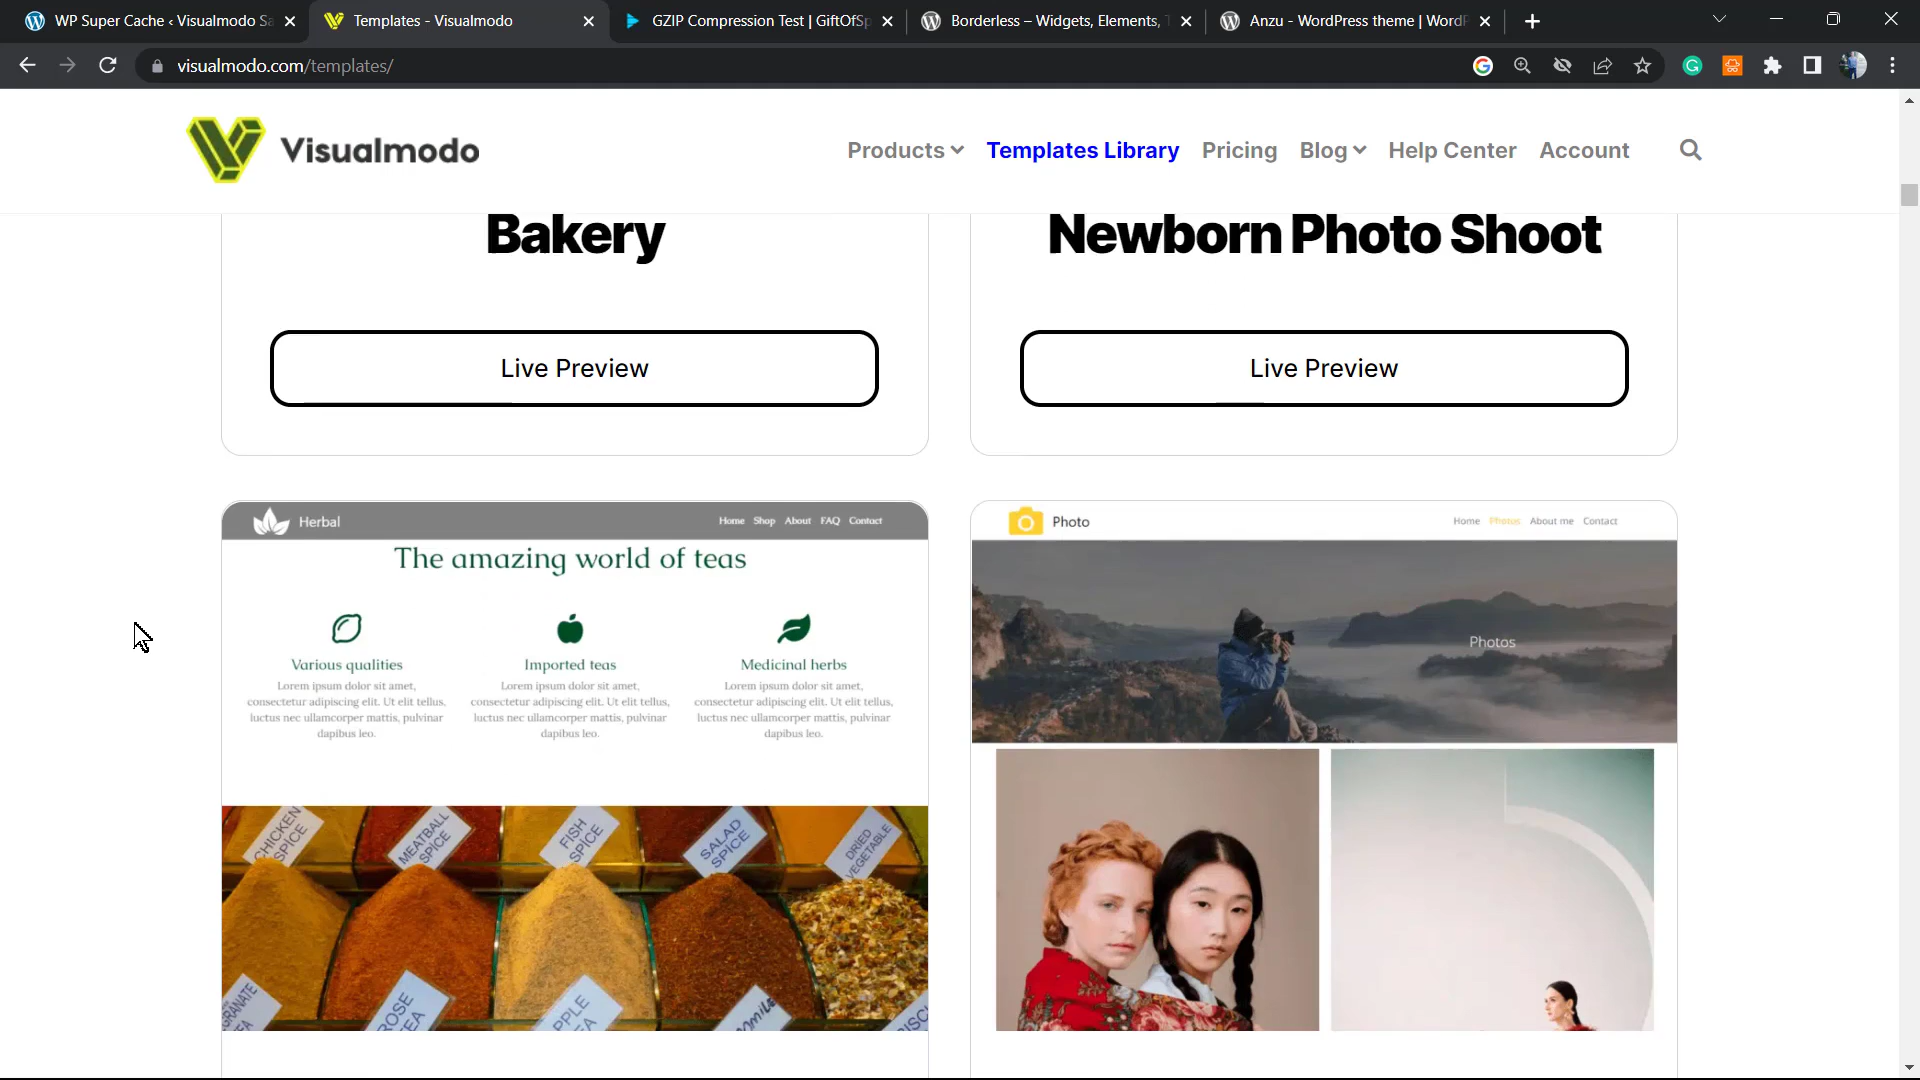 WP Super Cache ‹ Visualmodo Sa
Templates - Visualmodo
GZIP Compression Test | GiftOfSp
Borderless – Widgets, Elements, T
Anzu - WordPress theme | WordP
visualmodo.com/templates/
Visualmodo
Products
Templates Library
Pricing
Blog
Help Center
Account
Bakery
Newborn Photo Shoot
Live Preview
Live Preview
Herbal
Home Shop About FAQ Contact
The amazing world of teas
Various qualities
Lorem ipsum dolor sit amet,
consectetur adipiscing elit. Ut elit tellus,
luctus nec ullamcorper mattis, pulvinar
dapibus leo.
Imported teas
Lorem ipsum dolor sit amet,
consectetur adipiscing elit. Ut elit tellus,
luctus nec ullamcorper mattis, pulvinar
dapibus leo.
Medicinal herbs
Lorem ipsum dolor sit amet,
consectetur adipiscing elit. Ut elit tellus,
luctus nec ullamcorper mattis, pulvinar
dapibus leo.
CHICKEN
SPICE
MEATBALL
SPICE
FISH
SPICE
SALAD
SPICE
DRIED
VEGETABLE
ROSE
Photo
Home Photos About me Contact
Photos